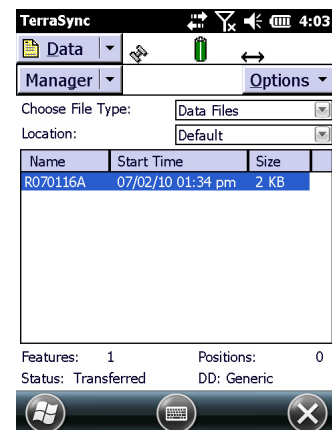 TerraSync 4:03
Data
Manager Options
Choose File Type: Data Files
Location: Default
Name Start Time Size
R070116A 07/02/10 01:34 pm 2 KB
Features: 1 Positions: 0
Status: Transferred DD: Generic